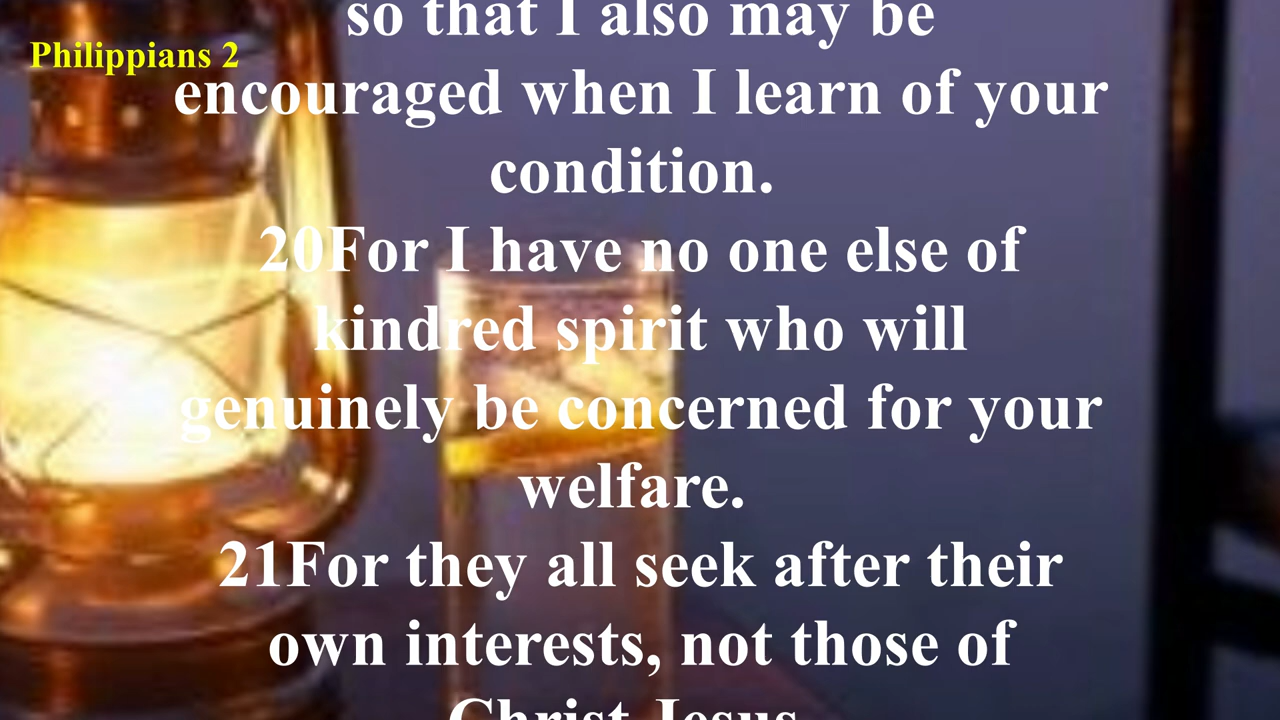 so that I also may be
Philippians 2
encouraged when I learn of your
condition.
20For I have no one else of
kindred spirit who will
genuinely be concerned for your
welfare.
21For they all seek after their
own interests, not those of
Christ Jesus.